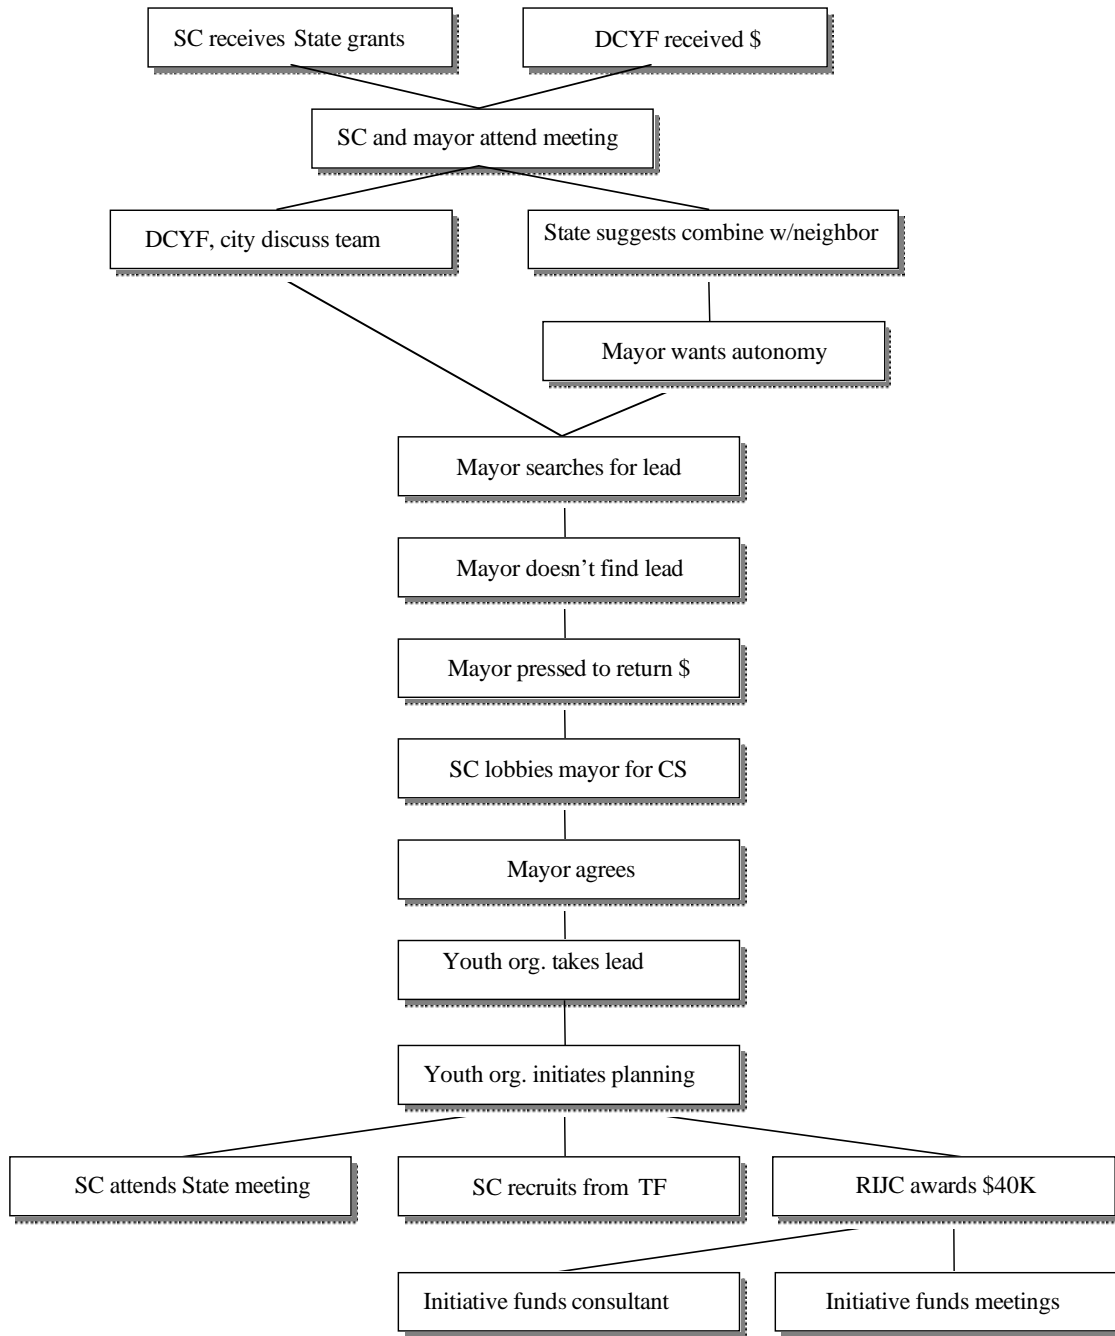 SC receives State grants
DCYF received $
SC and mayor attend meeting
DCYF, city discuss team
State suggests combine w/neighbor
Mayor wants autonomy
Mayor searches for lead
Mayor doesn’t find lead
Mayor pressed to return $
SC lobbies mayor for CS
Mayor agrees
Youth org. takes lead
Youth org. initiates planning
SC attends State meeting
SC recruits from TF
RIJC awards $40K
Initiative funds consultant
Initiative funds meetings